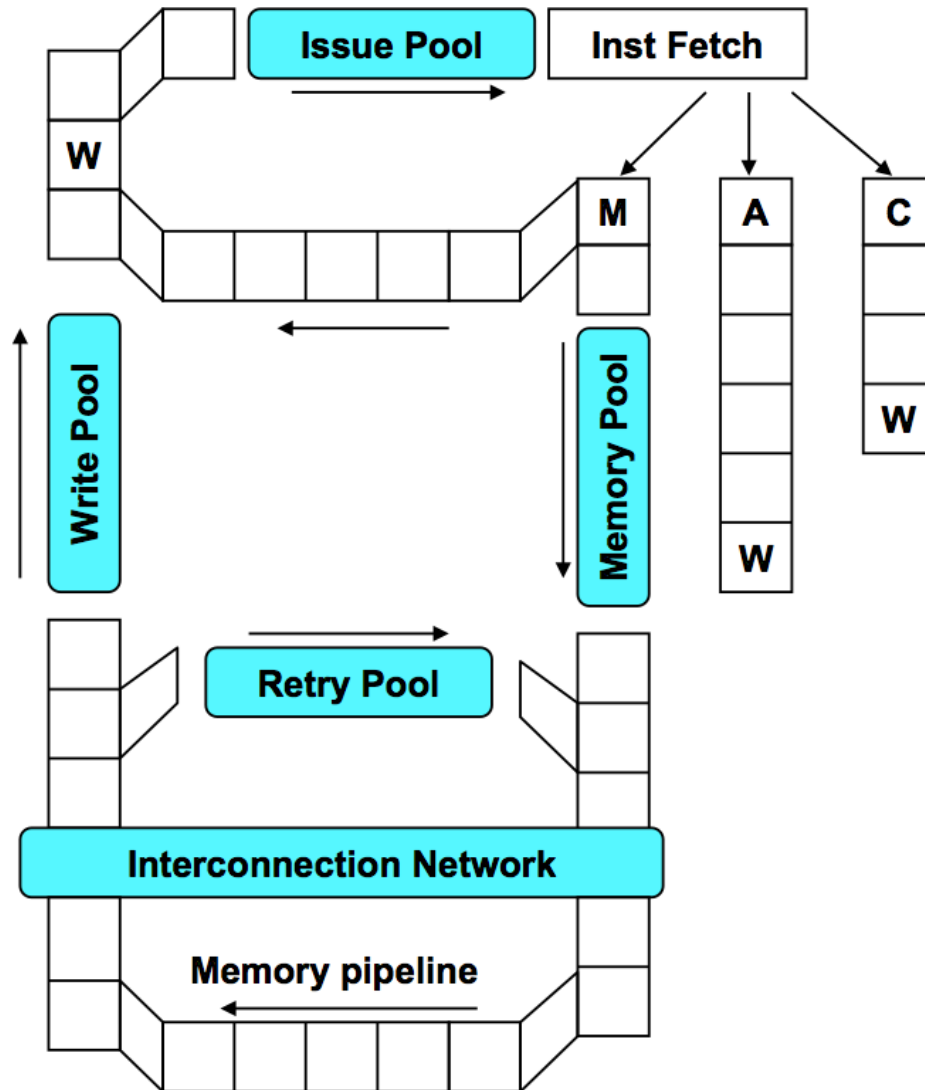 Issue Pool
Inst Fetch
W
M
A
C
W
W
Write Pool
Memory Pool
Retry Pool
Interconnection Network
Memory pipeline